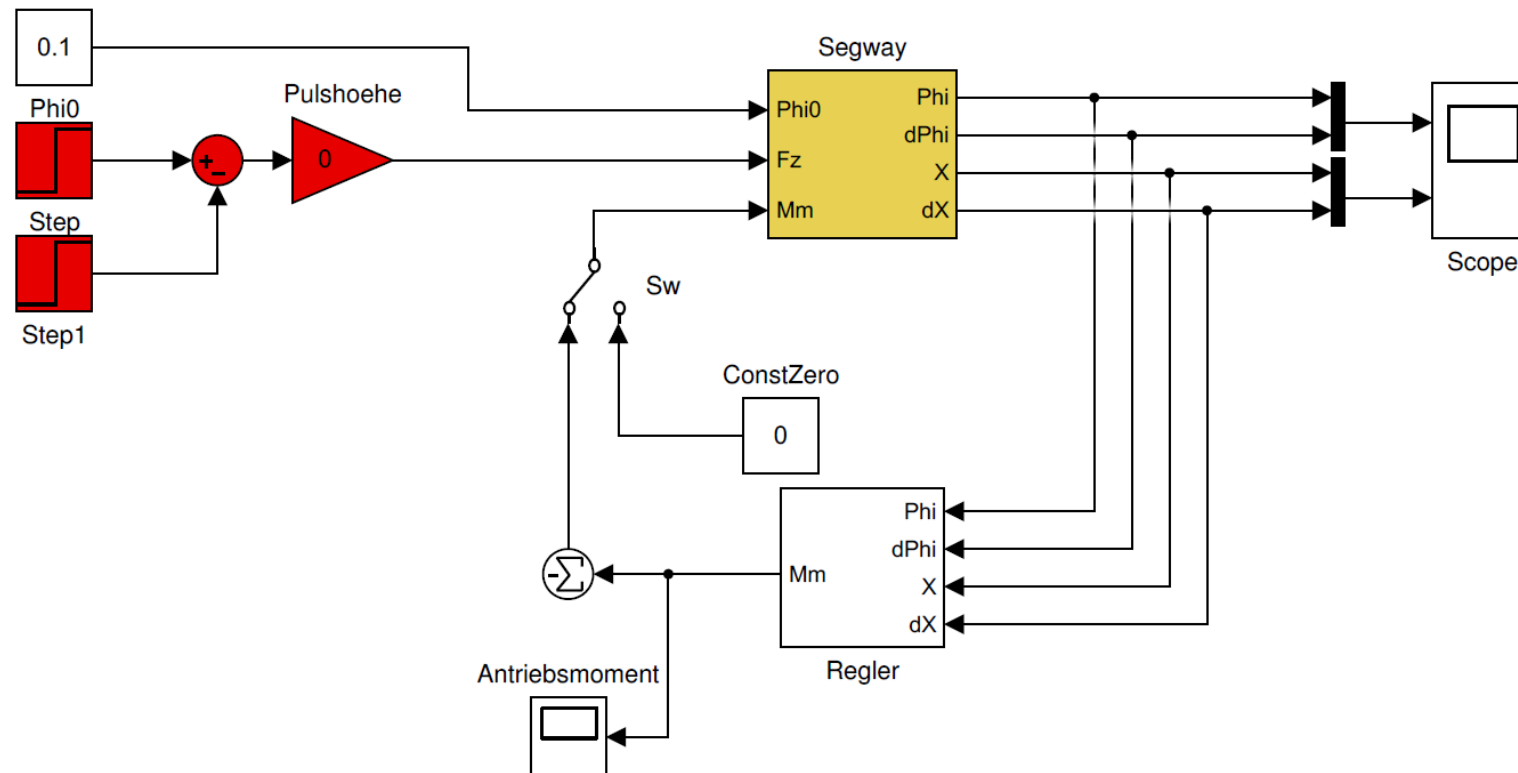 0.1
Phi0
Step
Step1
+
-
Pulshoehe
0
Segway
Phi0
Fz
Mm
Phi
dPhi
X
dX
Scope
Sw
ConstZero
0
-Σ
Mm
Phi
dPhi
X
dX
Regler
Antriebsmoment